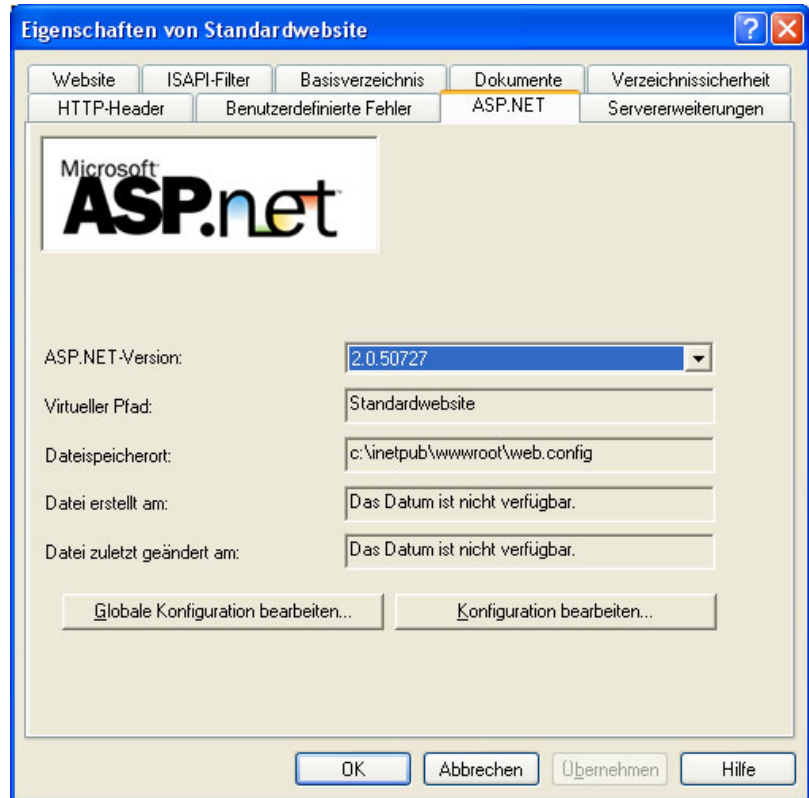 Eigenschaften von Standardwebsite
Website ISAPI-Filter Basisverzeichnis Dokumente Verzeichnissicherheit
HTTP-Header Benutzerdefinierte Fehler ASP.NET Servererweiterungen
Microsoft
ASP.net
ASP.NET-Version: 2.0.50727
Virtueller Pfad: Standardwebsite
Dateispeicherort: c:\inetpub\wwwroot\web.config
Datei erstellt am: Das Datum ist nicht verfügbar.
Datei zuletzt geändert am: Das Datum ist nicht verfügbar.
Globale Konfiguration bearbeiten... Konfiguration bearbeiten...
OK Abbrechen Übernehmen Hilfe